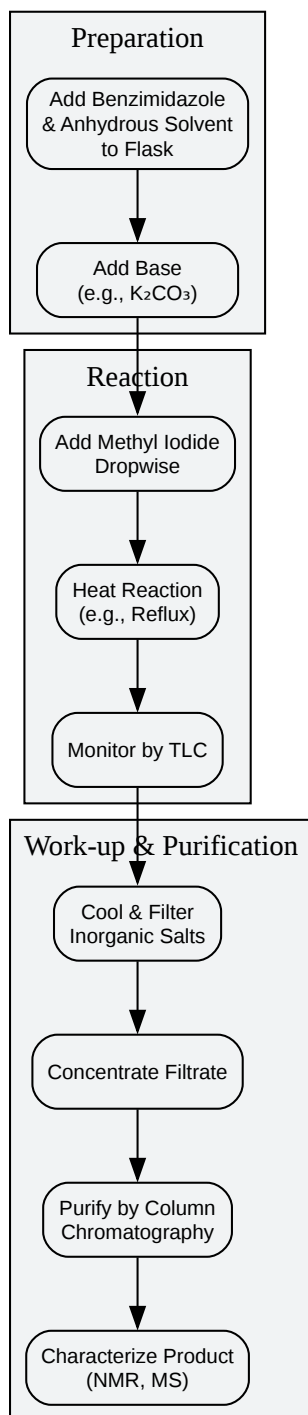 Preparation
Add Benzimidazole
& Anhydrous Solvent
to Flask
Add Base
(e.g., K₂CO₃)
Reaction
Add Methyl Iodide
Dropwise
Heat Reaction
(e.g., Reflux)
Monitor by TLC
Work-up & Purification
Cool & Filter
Inorganic Salts
Concentrate Filtrate
Purify by Column
Chromatography
Characterize Product
(NMR, MS)